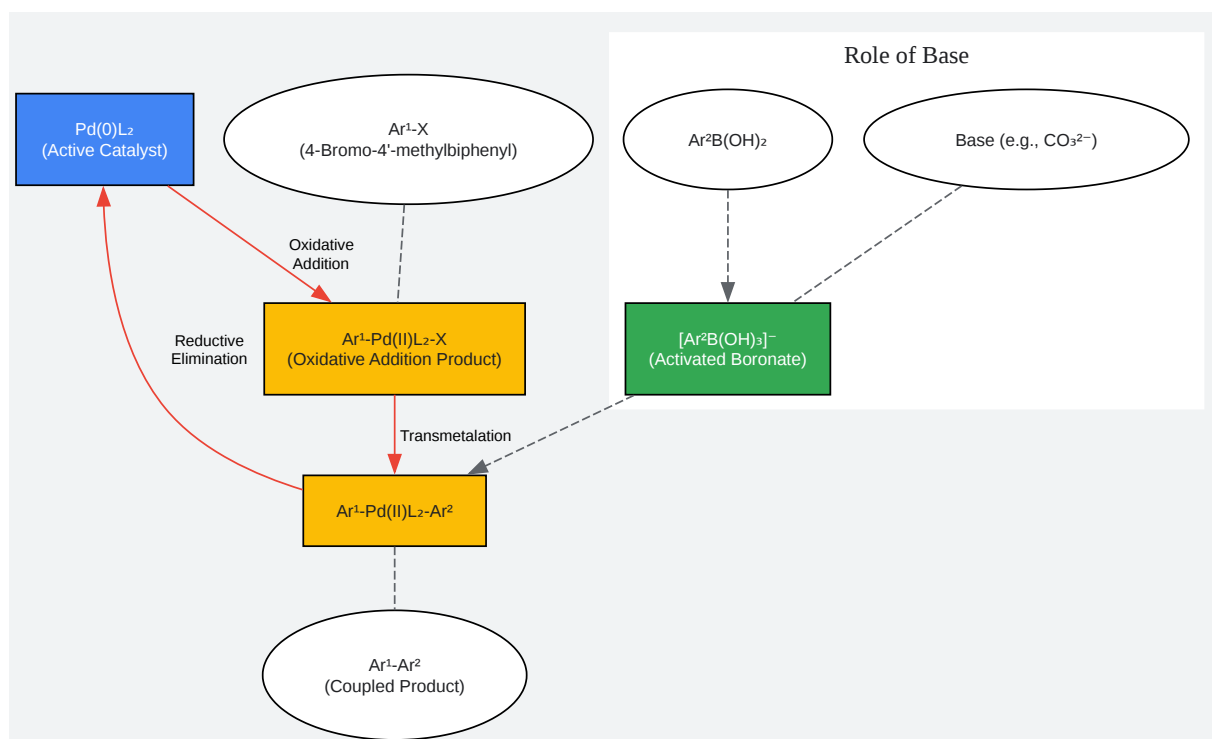 Role of Base
Pd(0)L₂
(Active Catalyst)
Ar¹-X
(4-Bromo-4'-methylbiphenyl)
Ar²B(OH)₂
Base (e.g., CO₃²⁻)
Oxidative
Addition
Reductive
Elimination
Ar¹-Pd(II)L₂-X
(Oxidative Addition Product)
[Ar²B(OH)₃]⁻
(Activated Boronate)
Transmetalation
Ar¹-Pd(II)L₂-Ar²
Ar¹-Ar²
(Coupled Product)